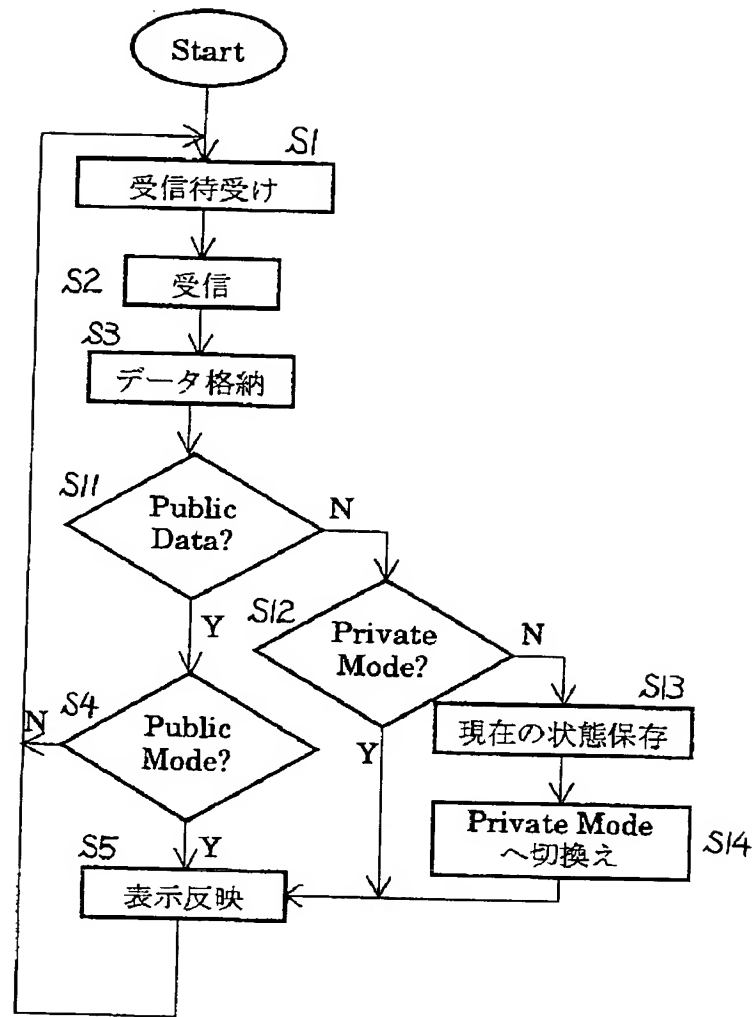 Start
S1
受信待受け
S2
受信
S3
データ格納
S11
Public
Data?
N
Y
S12
Private
Mode?
N
Y
S13
現在の状態保存
Private Mode
へ切換え
S14
N
S4
Public
Mode?
Y
S5
表示反映